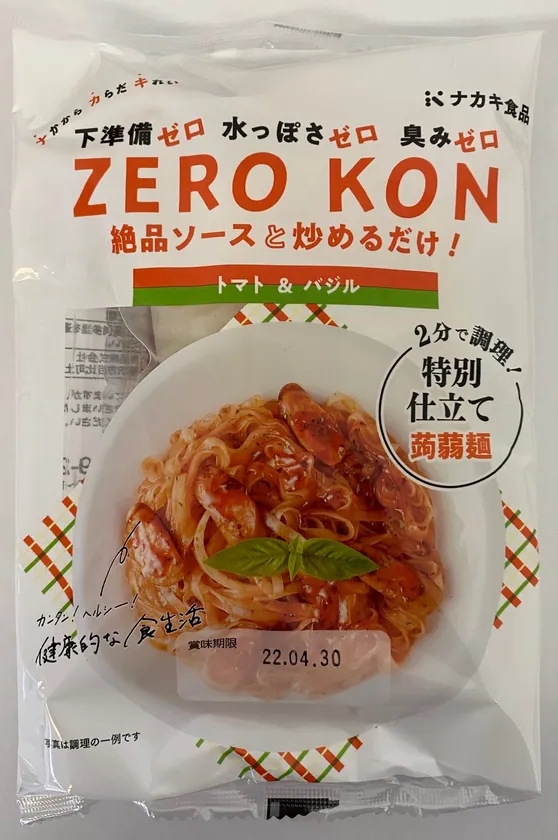 ナカから カらだ キれい
ナカキ食品
下準備ゼロ 水っぽさゼロ 臭みゼロ
ZERO KON
絶品ソースと炒めるだけ!
トマト & バジル
2分で調理!
特別
仕立て
蒟蒻麺
カンタン!ヘルシー!
健康的な食生活
賞味期限
22.04.30
写真は調理の一例です